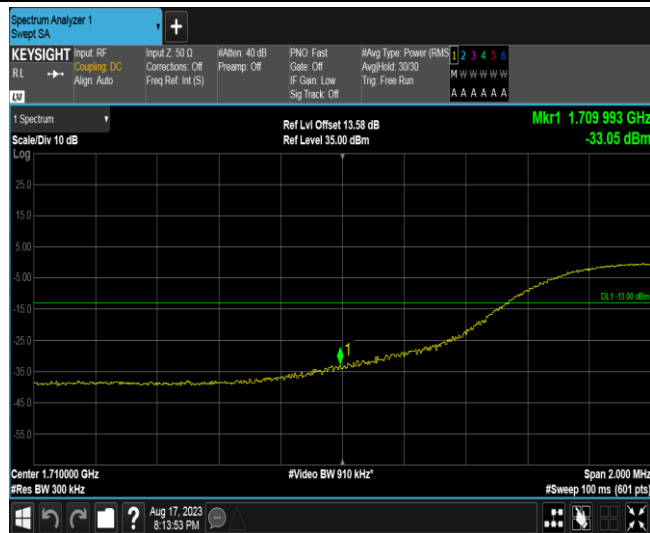 Spectrum Analyzer 1
Swept SA
+
KEYSIGHT
RL
LXI
Input: RF
Coupling: DC
Align: Auto
Input Z: 50 Ω
Corrections: Off
Freq Ref: Int (S)
#Atten: 40 dB
Preamp: Off
PNO: Fast
Gate: Off
IF Gain: Low
Sig Track: Off
#Avg Type: Power (RMS
Avg|Hold: 30/30
Trig: Free Run
1 2 3 4 5 6
M W W W W W
A A A A A A
1 Spectrum
Scale/Div 10 dB
Log
Ref Lvl Offset 13.58 dB
Ref Level 35.00 dBm
Mkr1 1.709 993 GHz
-33.05 dBm
25.0
15.0
5.00
-5.00
DL1 -13.00 dBm
-15.0
-25.0
1
-35.0
-45.0
-55.0
Center 1.710000 GHz
#Res BW 300 kHz
#Video BW 910 kHz*
Span 2.000 MHz
#Sweep 100 ms (601 pts)
?
Aug 17, 2023
8:13:53 PM